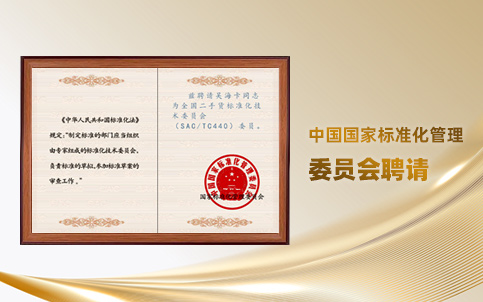 《中华人民共和国标准化法》
规定:“制定标准的部门应当组织
由专家组成的标准化技术委员会,
负责标准的草拟,参加标准草案的
审查工作。”
兹聘请吴海卡同志
为全国二手货标准化技
术委员会
（SAC/TC440）委员。
中国国家标准化管理委员会
国家标准化管理委员会
中国国家标准化管理
委员会聘请